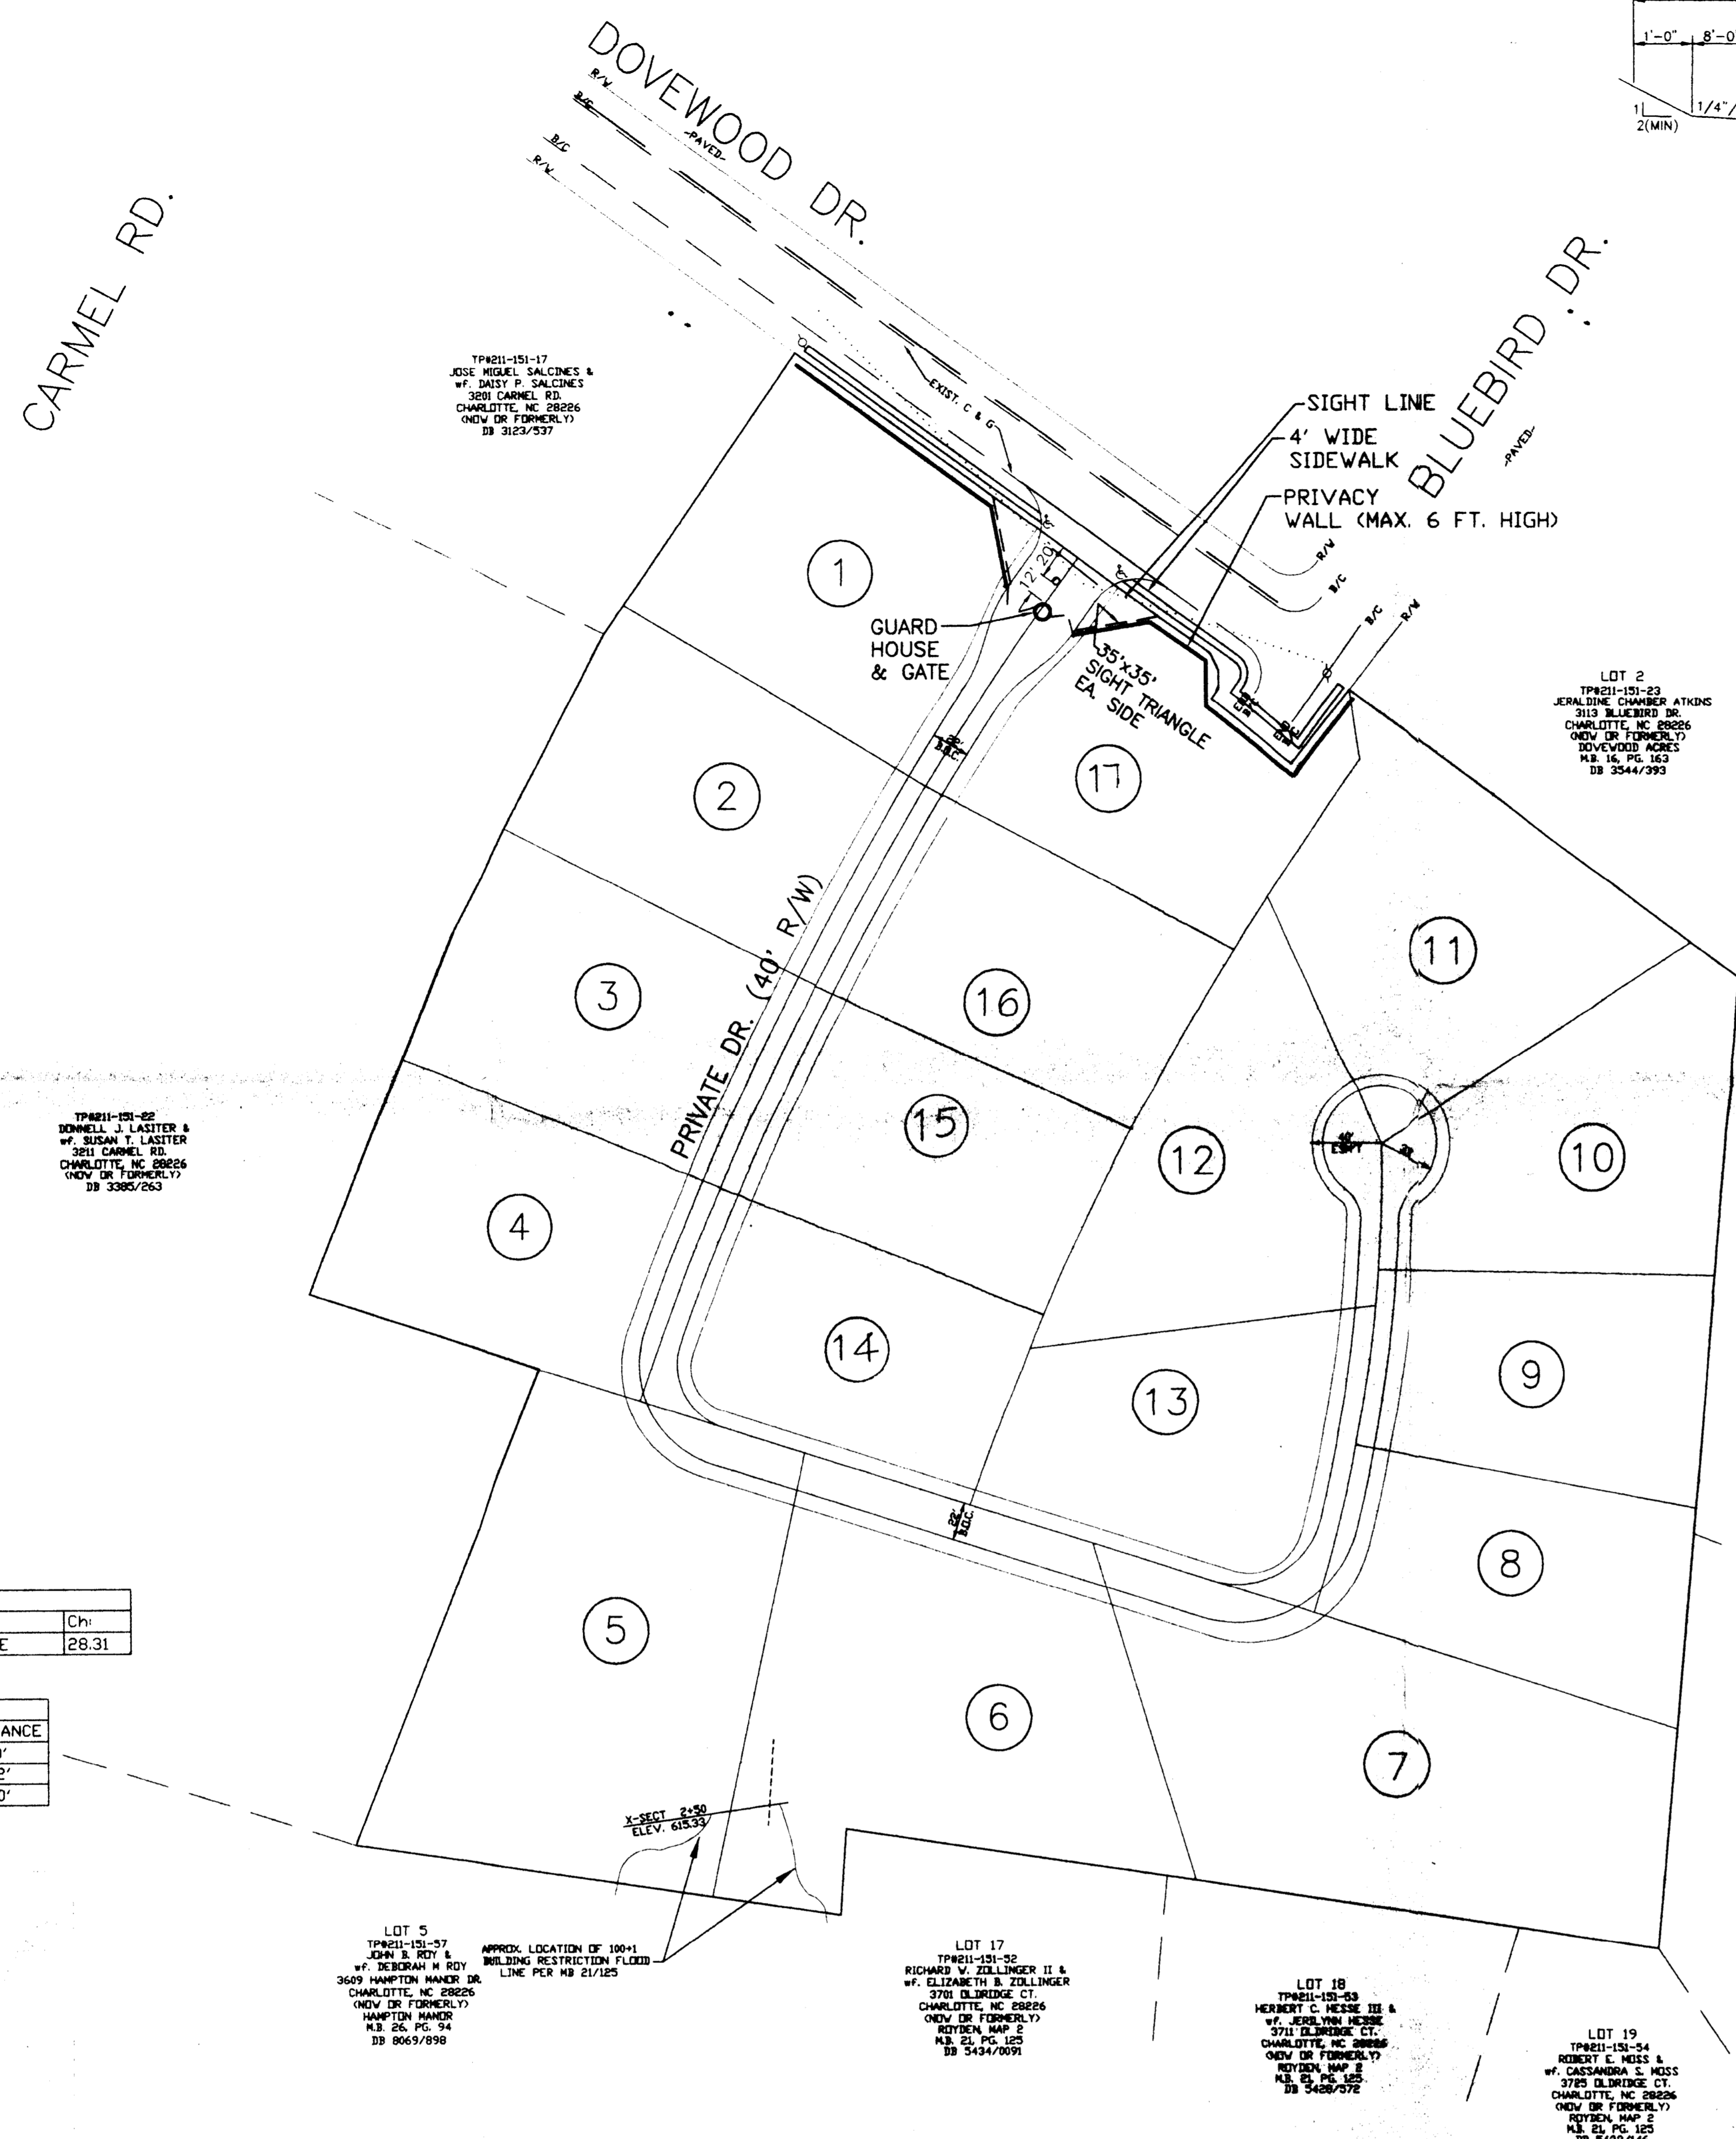 DOVEWOOD DR.
-PAVED-
R/W
B/C
B/C
R/W
CARMEL RD.
BLUEBIRD DR.
-PAVED-
1'-0" 8'-0
1
2(MIN)
1/4"/
TP#211-151-17
JOSE MIGUEL SALCINES &
wf. DAISY P. SALCINES
3201 CARMEL RD.
CHARLOTTE, NC 28226
(NOW OR FORMERLY)
DB 3123/537
EXIST. C & G
SIGHT LINE
4' WIDE
SIDEWALK
PRIVACY
WALL (MAX. 6 FT. HIGH)
R/W
B/C
B/C
R/W
12' 20'
GUARD
HOUSE
& GATE
35'x35'
SIGHT TRIANGLE
EA. SIDE
LOT 2
TP#211-151-23
JERALDINE CHAMBER ATKINS
3113 BLUEBIRD DR.
CHARLOTTE, NC 28226
(NOW OR FORMERLY)
DOVEWOOD ACRES
M.B. 16, PG. 163
DB 3544/393
1
2
3
4
5
6
7
8
9
10
11
12
13
14
15
16
17
22'
B.O.C.
PRIVATE DR. (40' R/W)
40'
ESM'T
22'
B.O.C.
TP#211-151-22
DONNELL J. LASITER &
wf. SUSAN T. LASITER
3211 CARMEL RD.
CHARLOTTE, NC 28226
(NOW OR FORMERLY)
DB 3385/263
Ch:
E 28.31
ANCE
X-SECT 2+50
ELEV. 615.33
LOT 5
TP#211-151-57
JOHN B. ROY &
wf. DEBORAH M ROY
3609 HAMPTON MANOR DR.
CHARLOTTE, NC 28226
(NOW OR FORMERLY)
HAMPTON MANOR
M.B. 26, PG. 94
DB 8069/898
APPROX. LOCATION OF 100+1
BUILDING RESTRICTION FLOOD
LINE PER MB 21/125
LOT 17
TP#211-151-52
RICHARD W. ZOLLINGER II &
wf. ELIZABETH B. ZOLLINGER
3701 OLDRIDGE CT.
CHARLOTTE, NC 28226
(NOW OR FORMERLY)
ROYDEN, MAP 2
M.B. 21, PG. 125
DB 5434/0091
LOT 18
TP#211-151-53
HERBERT C. HESSE III &
wf. JERILYNN HESSE
3711 OLDRIDGE CT.
CHARLOTTE, NC 28226
(NOW OR FORMERLY)
ROYDEN, MAP 2
M.B. 21, PG. 125
DB 5428/572
LOT 19
TP#211-151-54
ROBERT E. MOSS &
wf. CASSANDRA S. MOSS
3725 OLDRIDGE CT.
CHARLOTTE, NC 28226
(NOW OR FORMERLY)
ROYDEN, MAP 2
M.B. 21, PG. 125